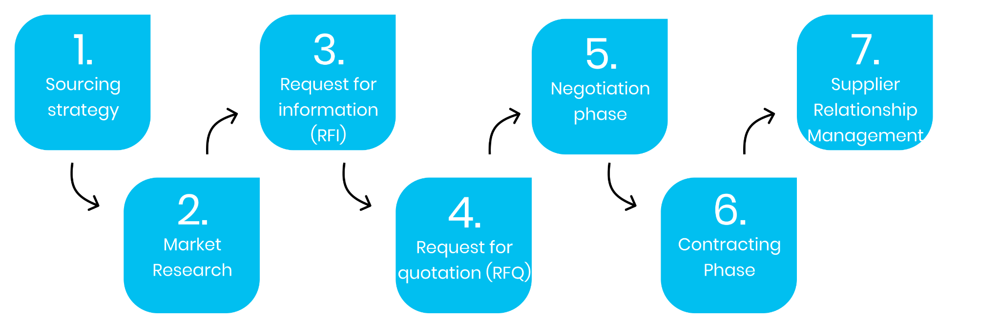 1.
Sourcing
strategy
2.
Market
Research
3.
Request for
information
(RFI)
4.
Request for
quotation (RFQ)
5.
Negotiation
phase
6.
Contracting
Phase
7.
Supplier
Relationship
Management